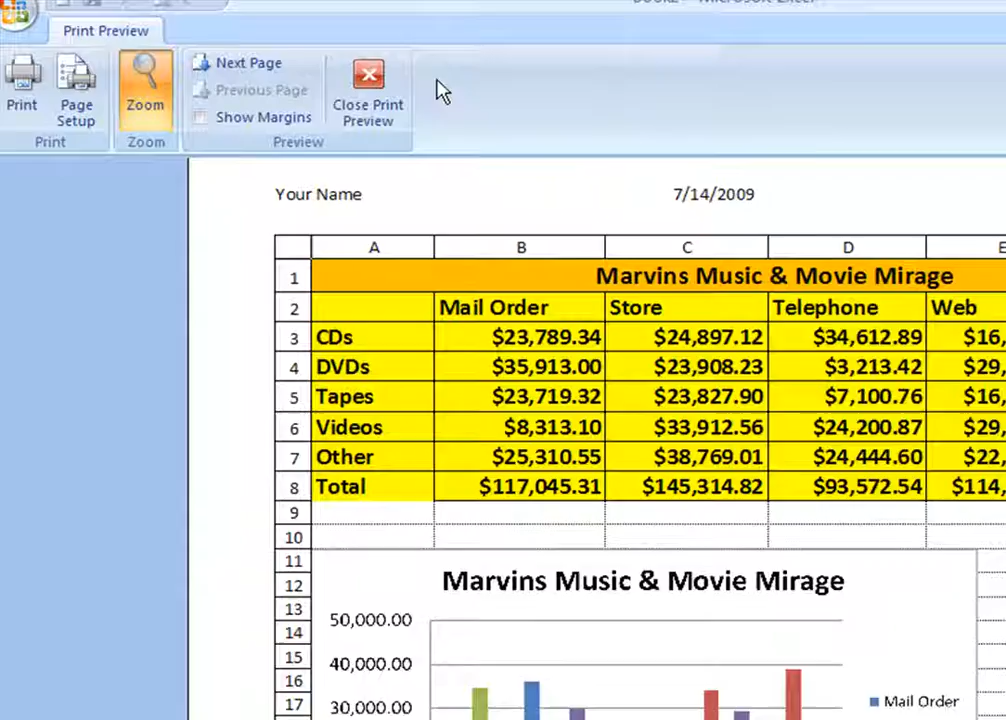 Print Preview
Print
Page Setup
Zoom
Next Page
Previous Page
Show Margins
Close Print Preview
Print
Zoom
Preview
Your Name 7/14/2009
A B C D E
1 Marvins Music & Movie Mirage
2 Mail Order Store Telephone Web
3 CDs $23,789.34 $24,897.12 $34,612.89 $16,
4 DVDs $35,913.00 $23,908.23 $3,213.42 $29,
5 Tapes $23,719.32 $23,827.90 $7,100.76 $16,
6 Videos $8,313.10 $33,912.56 $24,200.87 $29,
7 Other $25,310.55 $38,769.01 $24,444.60 $22,
8 Total $117,045.31 $145,314.82 $93,572.54 $114,
9
10
11
12 Marvins Music & Movie Mirage
13
14 50,000.00
15
16 40,000.00
17 30,000.00
Mail Order